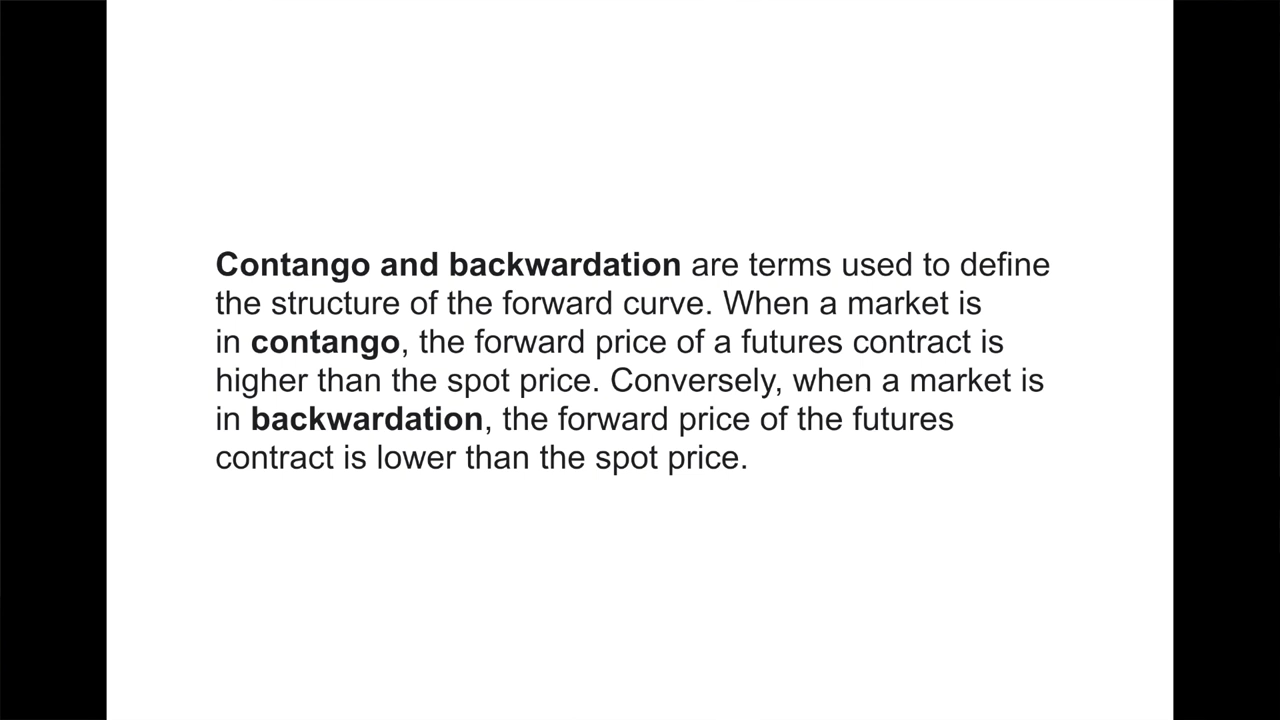 Contango and backwardation are terms used to define
the structure of the forward curve. When a market is
in contango, the forward price of a futures contract is
higher than the spot price. Conversely, when a market is
in backwardation, the forward price of the futures
contract is lower than the spot price.